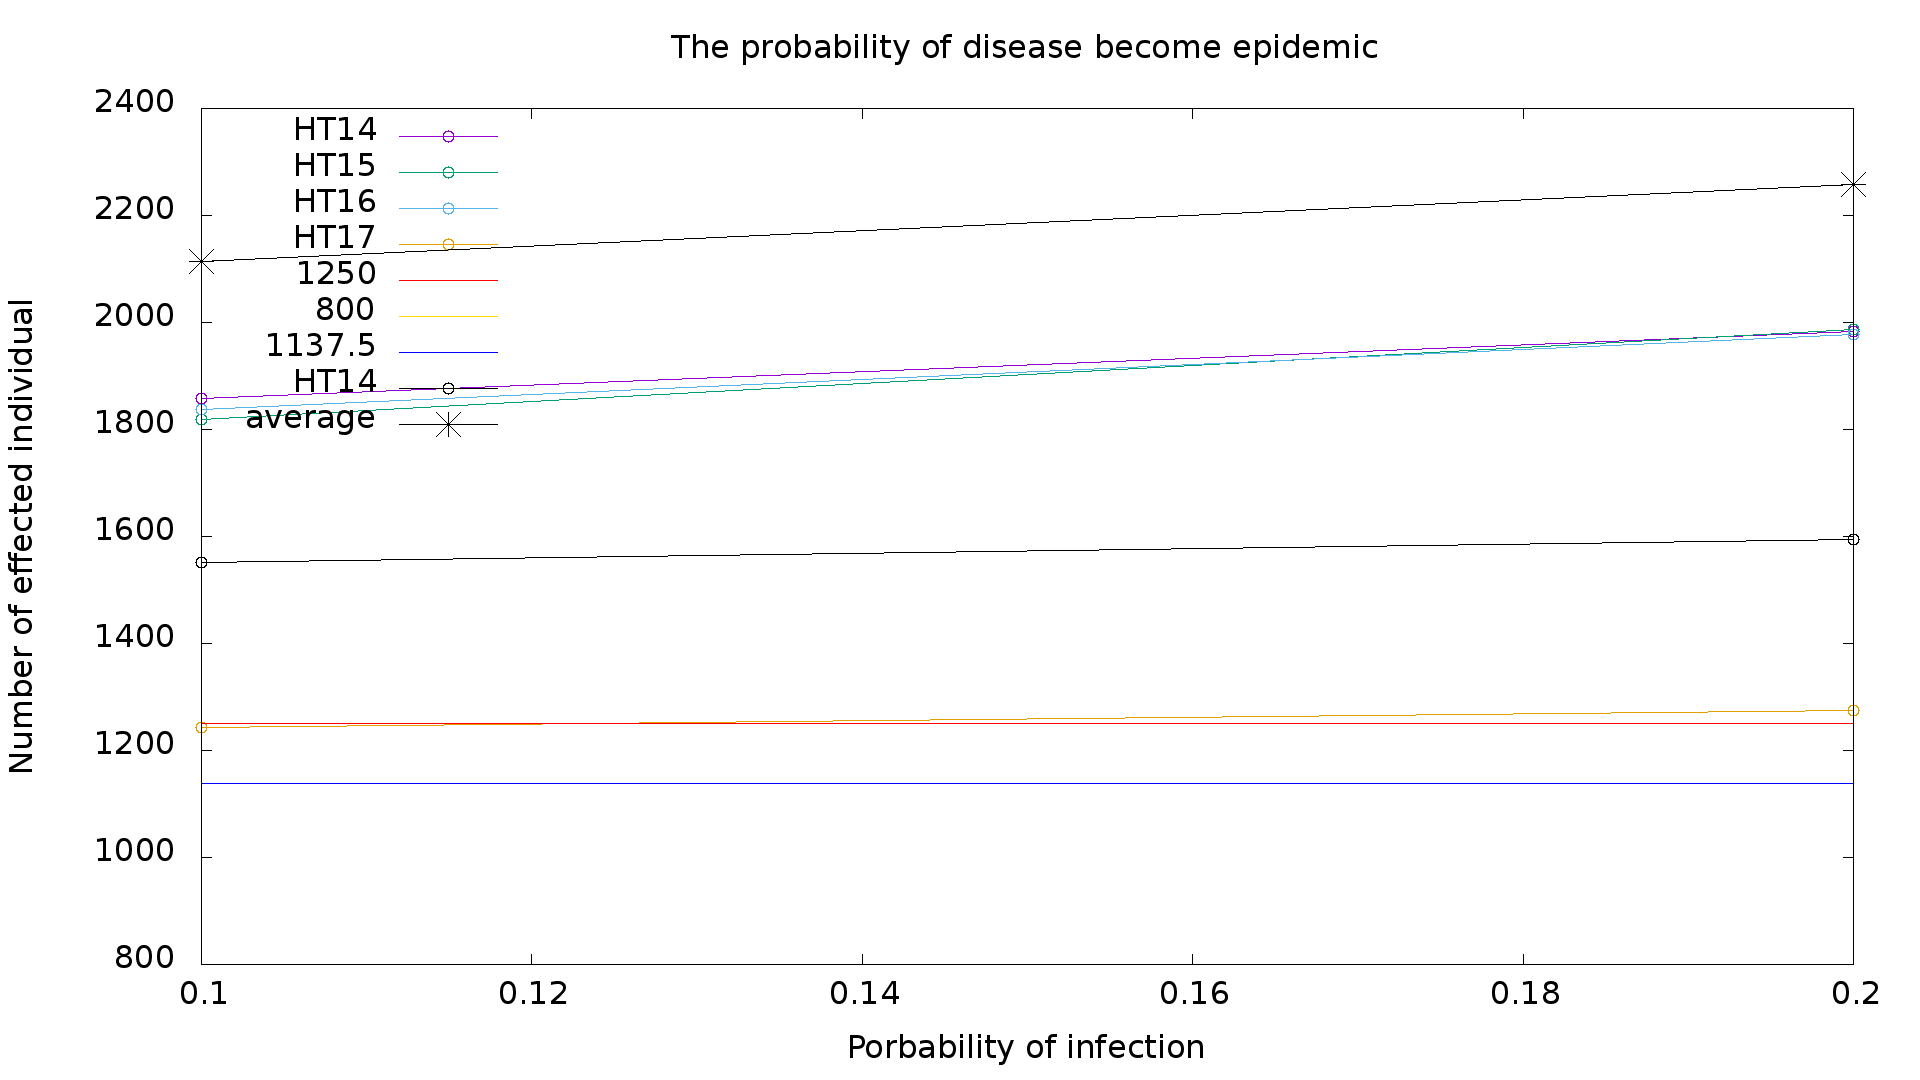 The probability of disease become epidemic
2400
2200
2000
1800
1600
1400
1200
1000
800
HT14
HT15
HT16
HT17
1250
800
1137.5
HT14
average
Number of effected individual
0.1 0.12 0.14 0.16 0.18 0.2
Porbability of infection